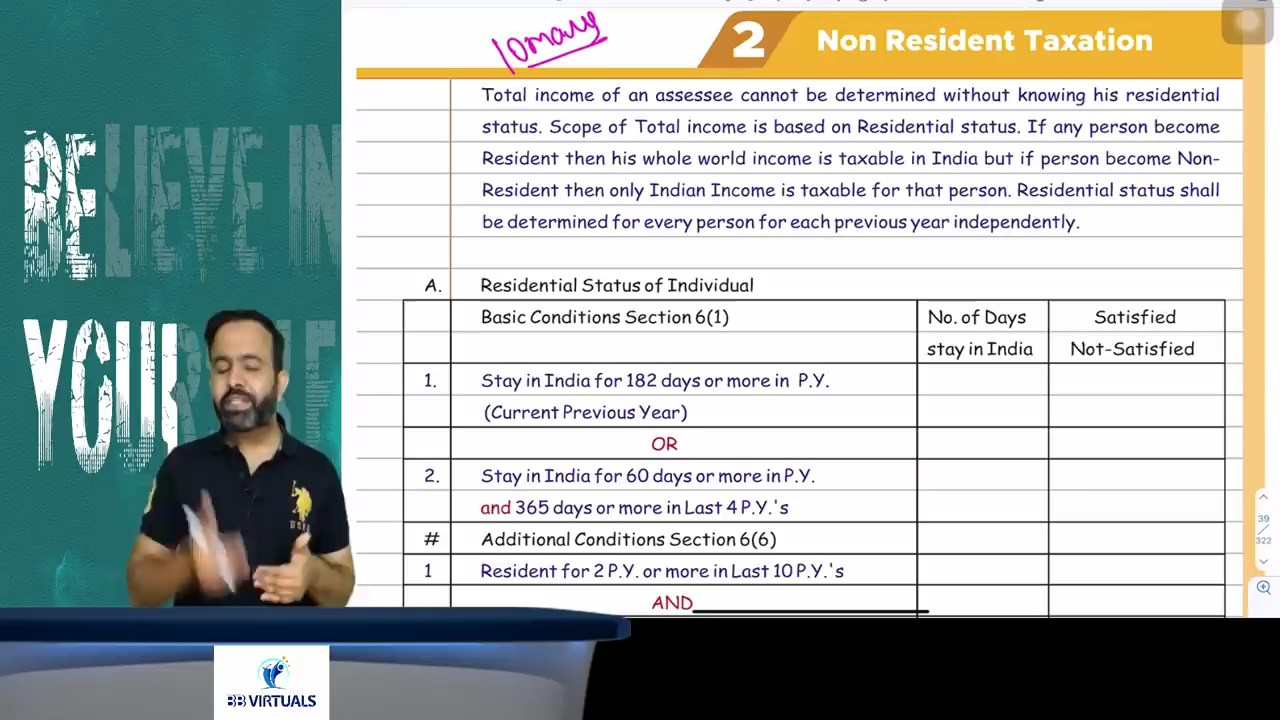 BELIEVE IN
YOURSELF
10 marks
2 Non Resident Taxation
Total income of an assessee cannot be determined without knowing his residential
status. Scope of Total income is based on Residential status. If any person become
Resident then his whole world income is taxable in India but if person become Non-
Resident then only Indian Income is taxable for that person. Residential status shall
be determined for every person for each previous year independently.
A. Residential Status of Individual
Basic Conditions Section 6(1) No. of Days Satisfied
stay in India Not-Satisfied
1. Stay in India for 182 days or more in P.Y.
(Current Previous Year)
OR
2. Stay in India for 60 days or more in P.Y.
and 365 days or more in Last 4 P.Y.'s
# Additional Conditions Section 6(6)
1 Resident for 2 P.Y. or more in Last 10 P.Y.'s
AND
39
/
322
BB VIRTUALS